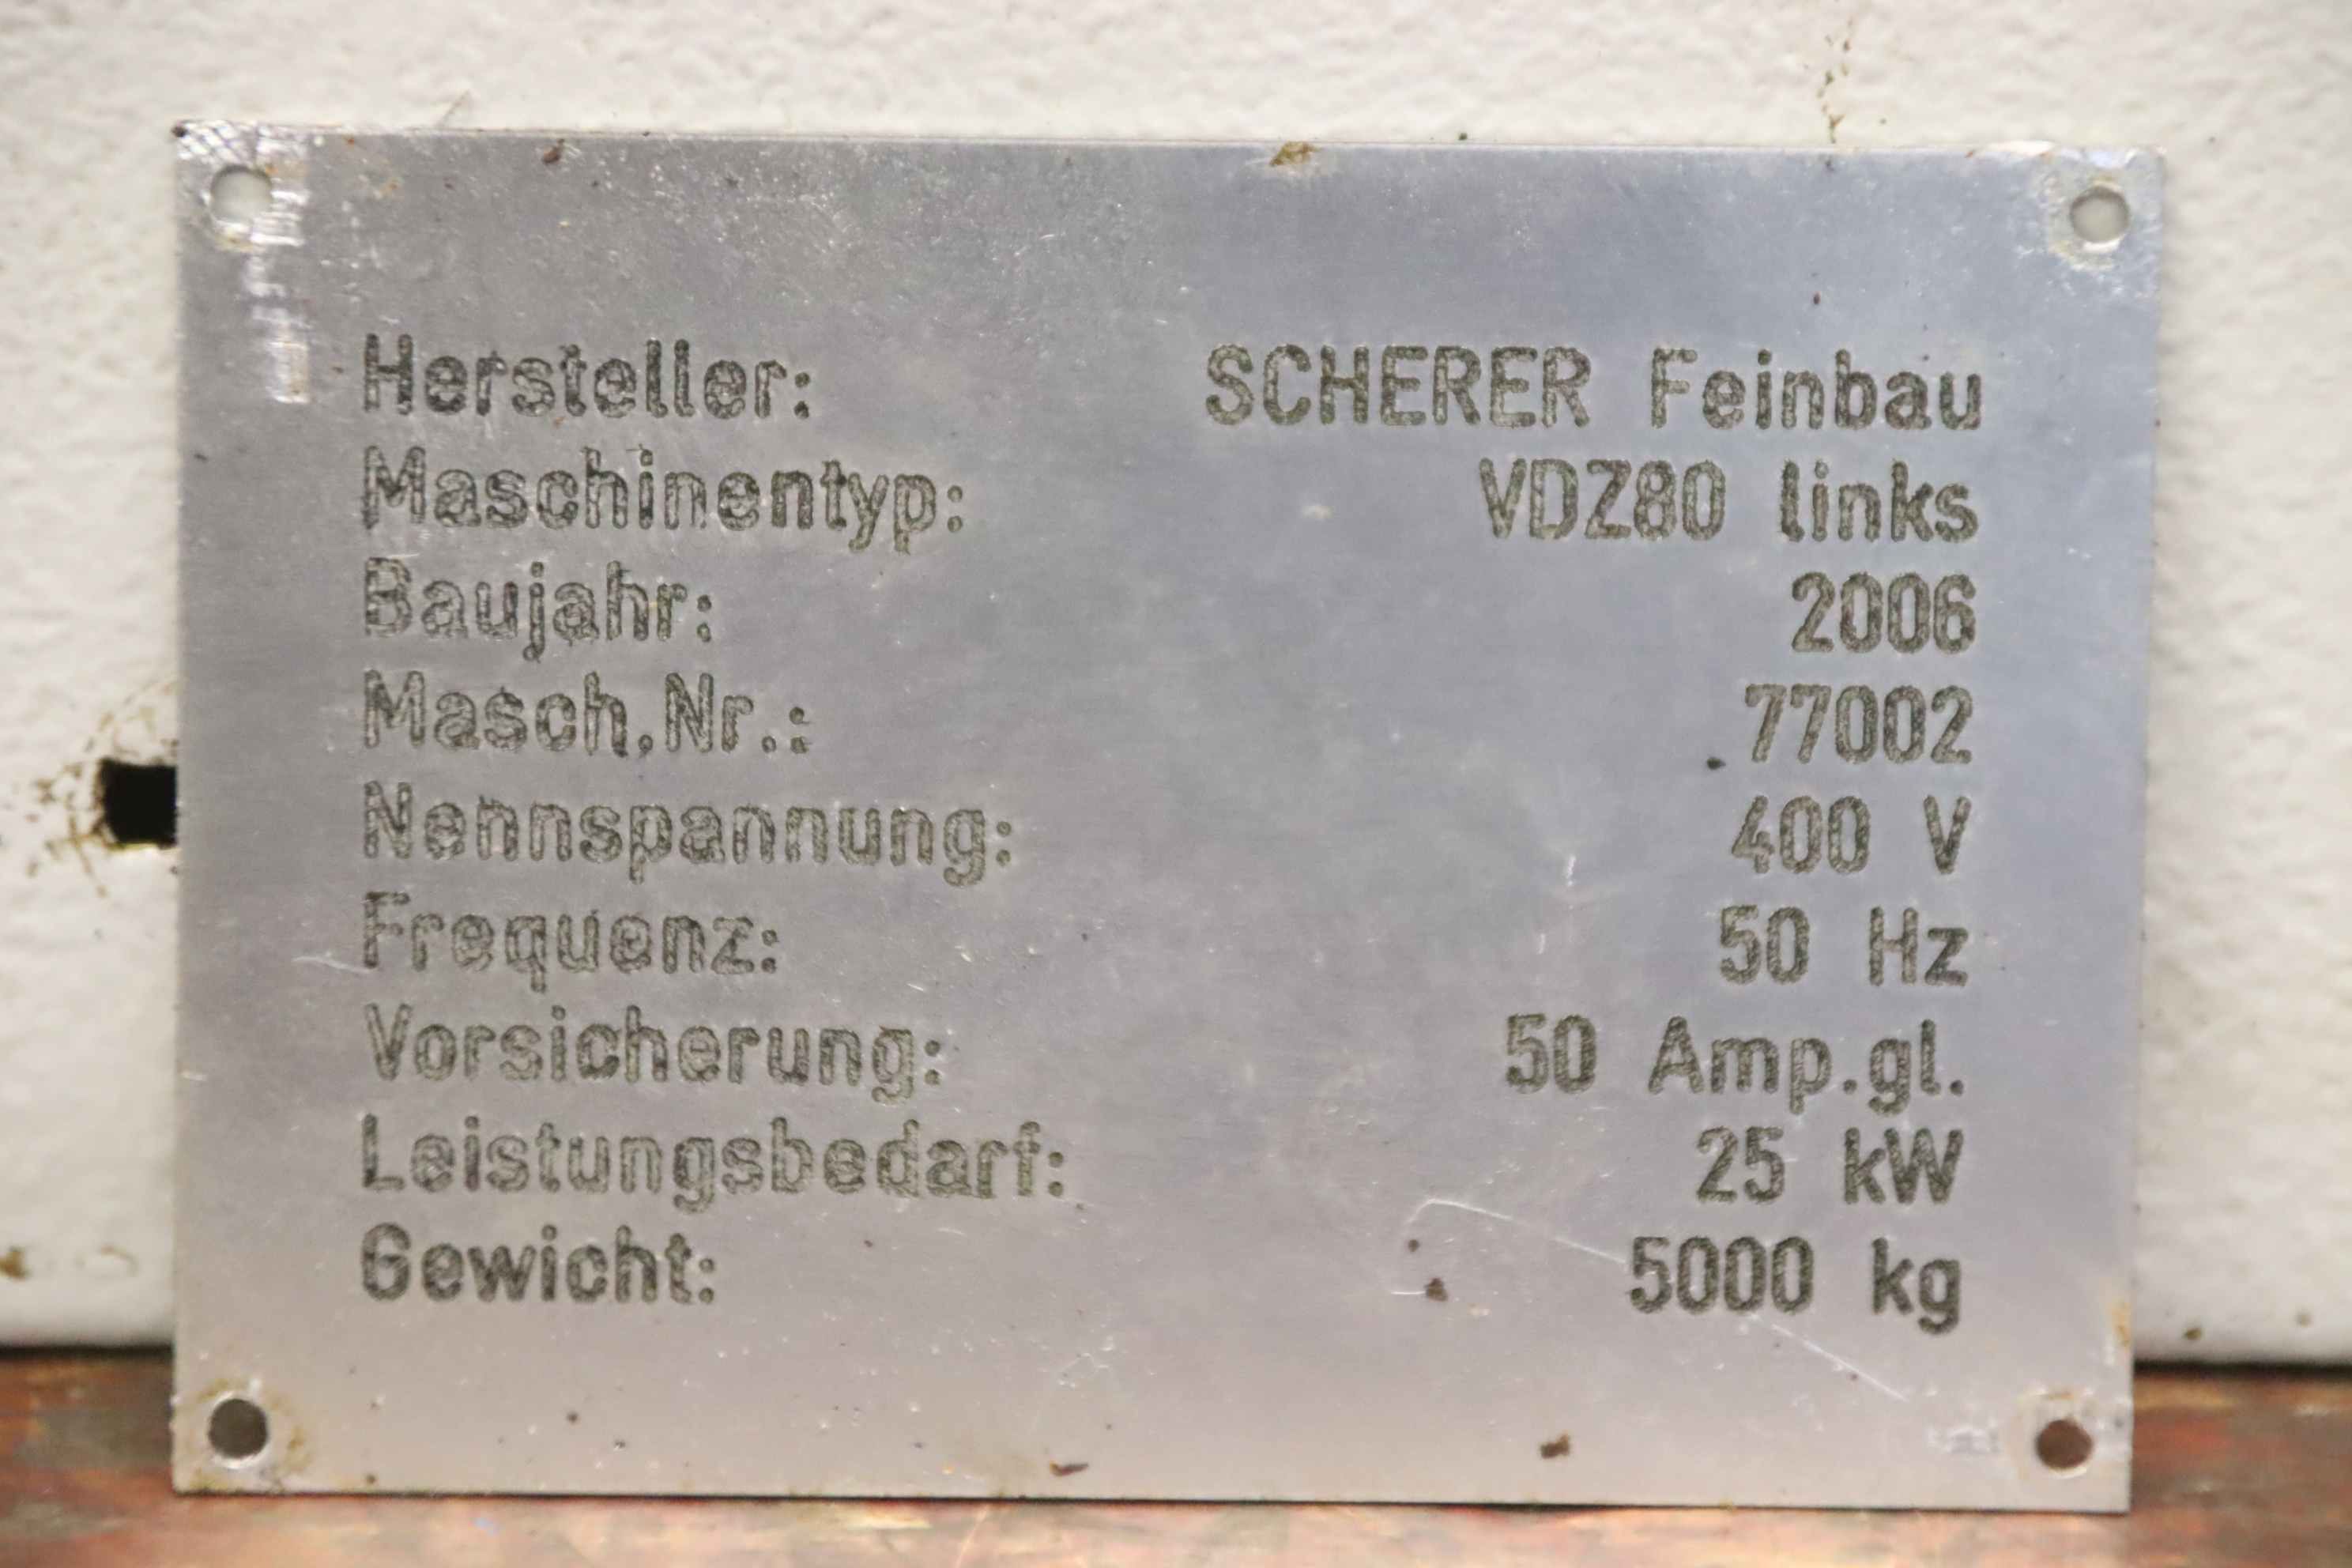 Hersteller: SCHERER Feinbau
Maschinentyp: VDZ80 links
Baujahr: 2006
Masch.Nr.: 77002
Nennspannung: 400 V
Frequenz: 50 Hz
Vorsicherung: 50 Amp.gl.
Leistungsbedarf: 25 kW
Gewicht: 5000 kg